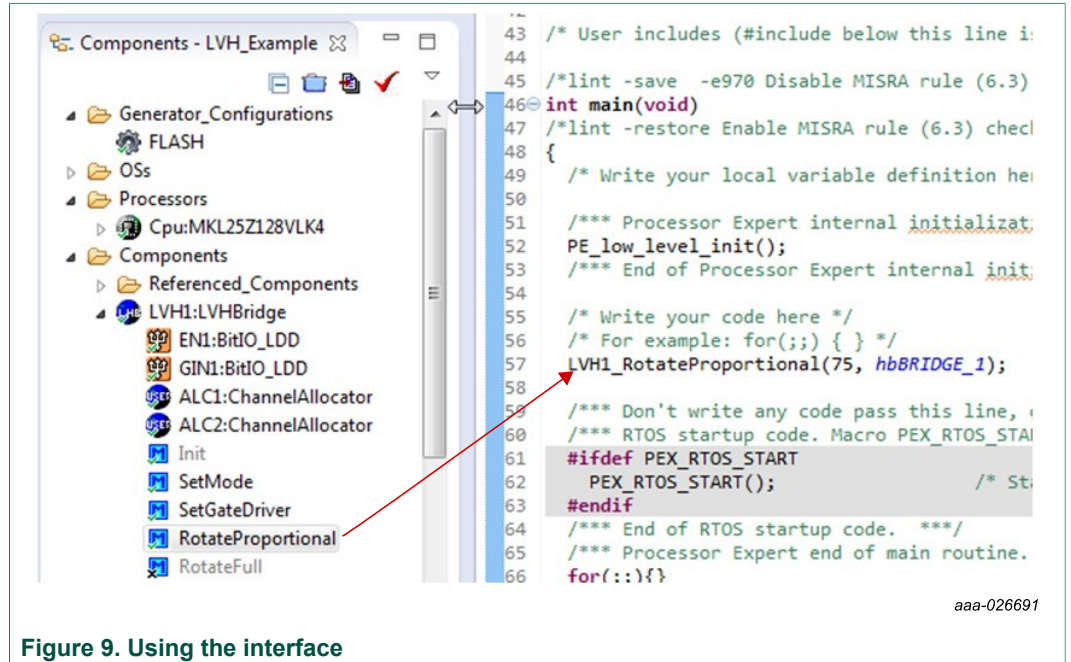 Components - LVH_Example
Generator_Configurations
FLASH
OSs
Processors
Cpu:MKL25Z128VLK4
Components
Referenced_Components
LVH1:LVHBridge
EN1:BitIO_LDD
GIN1:BitIO_LDD
ALC1:ChannelAllocator
ALC2:ChannelAllocator
Init
SetMode
SetGateDriver
RotateProportional
RotateFull
43 /* User includes (#include below this line is
44
45 /*lint -save  -e970 Disable MISRA rule (6.3)
46 int main(void)
47 /*lint -restore Enable MISRA rule (6.3) chec
48 {
49   /* Write your local variable definition he
50
51   /*** Processor Expert internal initializat
52   PE_low_level_init();
53   /*** End of Processor Expert internal init
54
55   /* Write your code here */
56   /* For example: for(;;) { } */
57   LVH1_RotateProportional(75, hbBRIDGE_1);
58
59   /*** Don't write any code pass this line,
60   /*** RTOS startup code. Macro PEX_RTOS_STA
61   #ifdef PEX_RTOS_START
62     PEX_RTOS_START();                  /* Sta
63   #endif
64   /*** End of RTOS startup code.  ***/
65   /*** Processor Expert end of main routine.
66   for(;;){}
aaa-026691
Figure 9. Using the interface